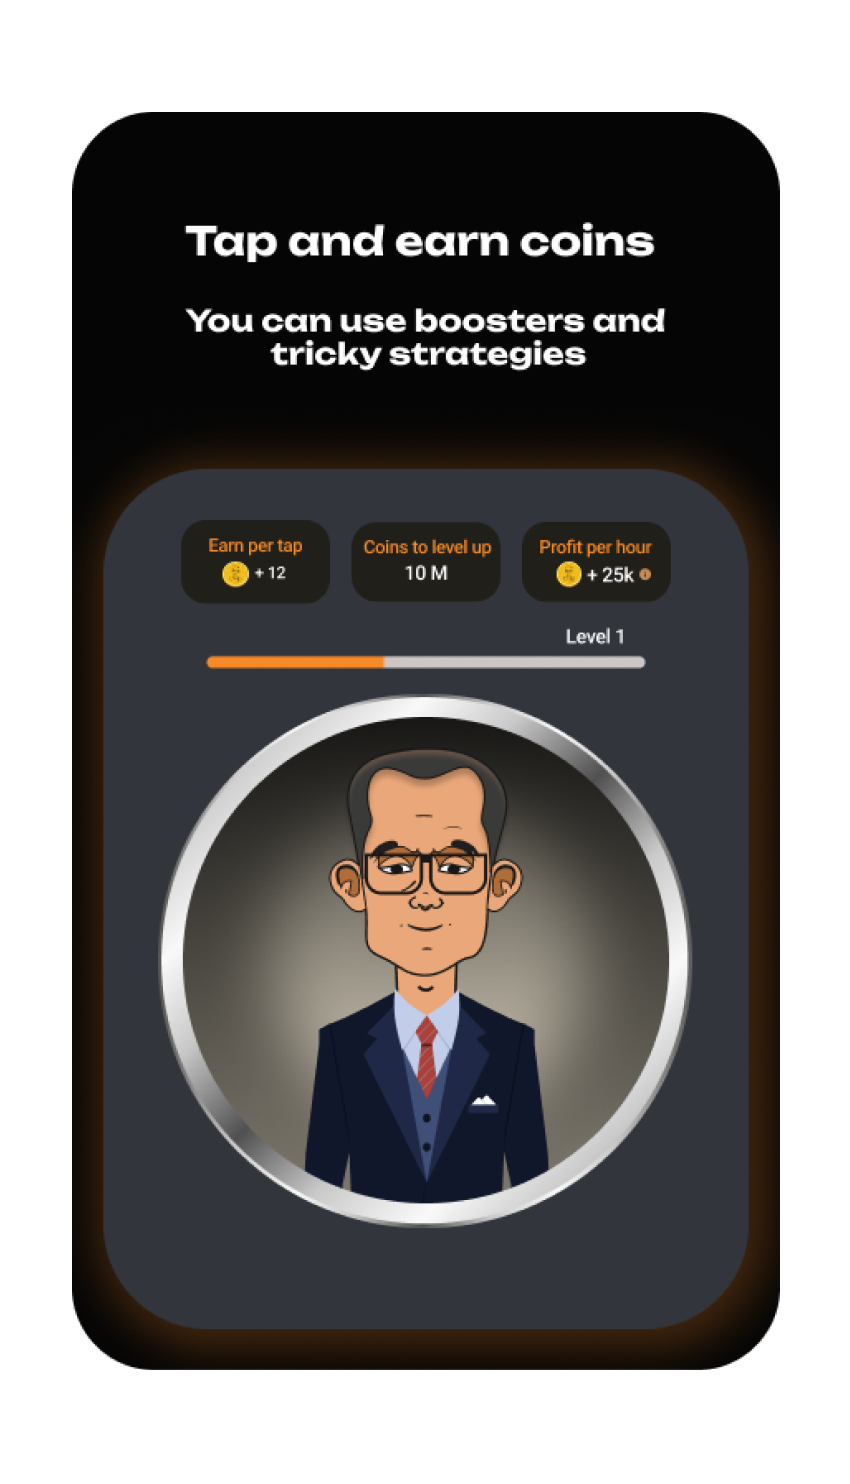 Tap and earn coins
You can use boosters and
tricky strategies
Earn per tap
+ 12
Coins to level up
10 M
Profit per hour
+ 25k
Level 1